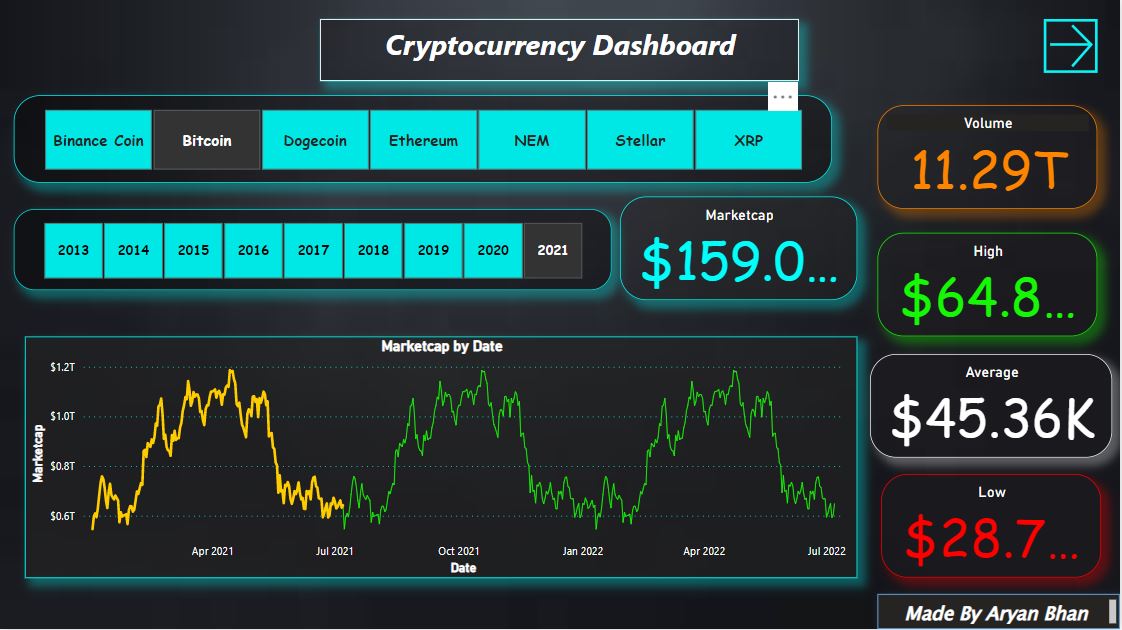 Cryptocurrency Dashboard
...
Binance Coin Bitcoin Dogecoin Ethereum NEM Stellar XRP
2013 2014 2015 2016 2017 2018 2019 2020 2021
Marketcap
$159.0...
Volume
11.29T
High
$64.8...
Average
$45.36K
Low
$28.7...
Marketcap by Date
Marketcap
$1.2T
$1.0T
$0.8T
$0.6T
Apr 2021 Jul 2021 Oct 2021 Jan 2022 Apr 2022 Jul 2022
Date
Made By Aryan Bhan